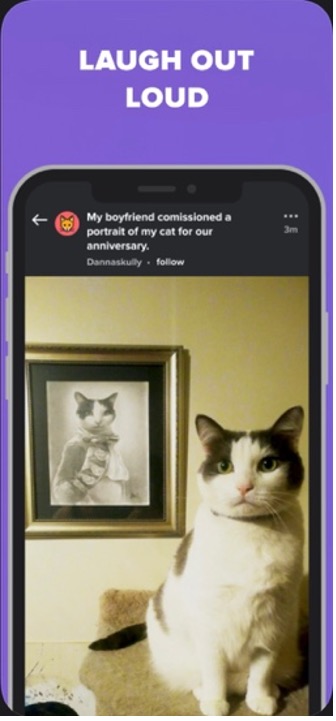 LAUGH OUT
LOUD
My boyfriend comissioned a
portrait of my cat for our
anniversary.
3m
Dannaskully · follow